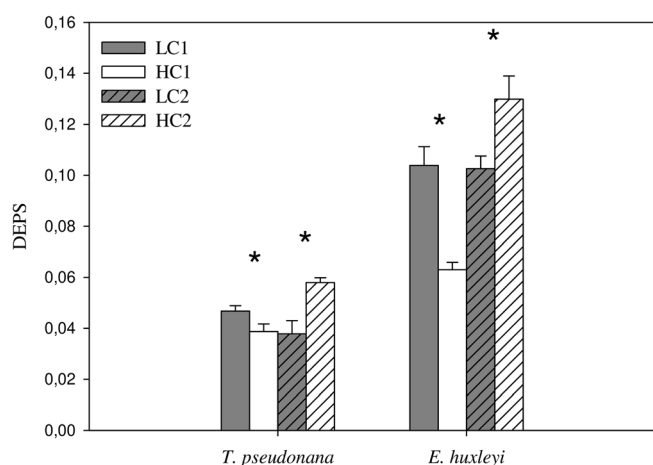 0,16
0,14
0,12
0,10
0,08
0,06
0,04
0,02
0,00
DEPS
LC1
HC1
LC2
HC2
*
*
*
*
T. pseudonana
E. huxleyi